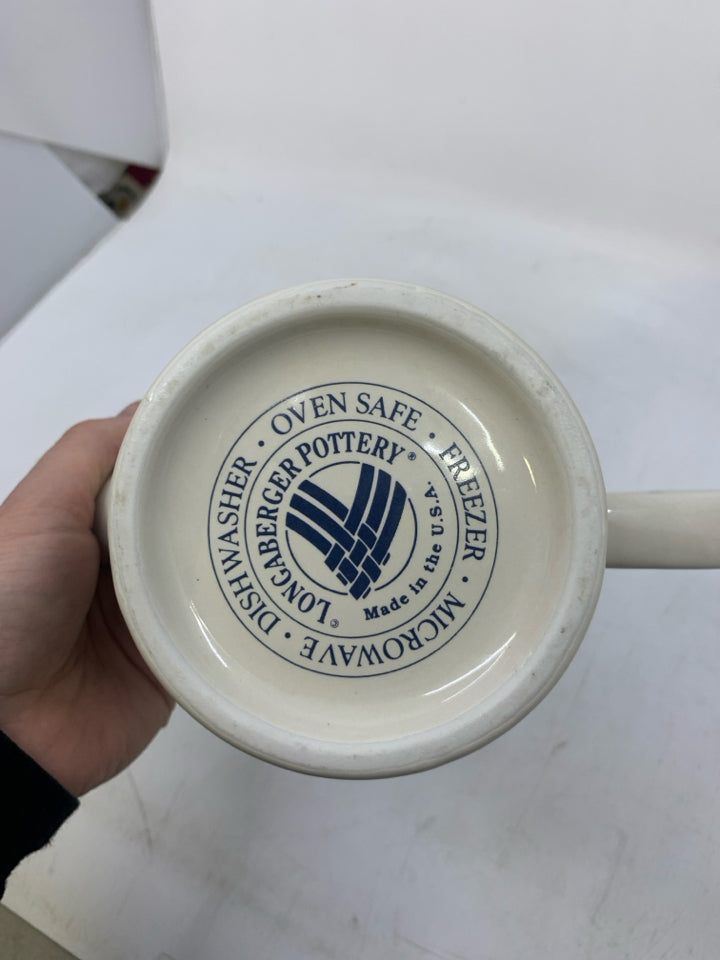 OVEN SAFE · FREEZER · MICROWAVE · DISHWASHER ·
© LONGABERGER POTTERY ®
Made in the U.S.A.